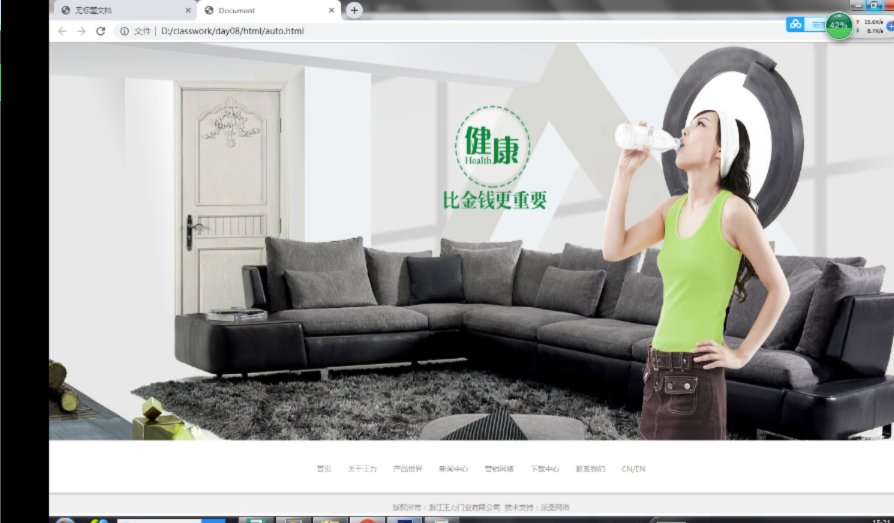 无标题文档 × Document × +
文件 | D:/classwork/day08/html/auto.html
42% 15.6K/s
6.7K/s
健康
Health
比金钱更重要
首页 关于王力 产品世界 新闻中心 营销网络 下载中心 联系我们 CN/EN
版权所有：浙江王力门业有限公司 技术支持：派桑网络
15:21